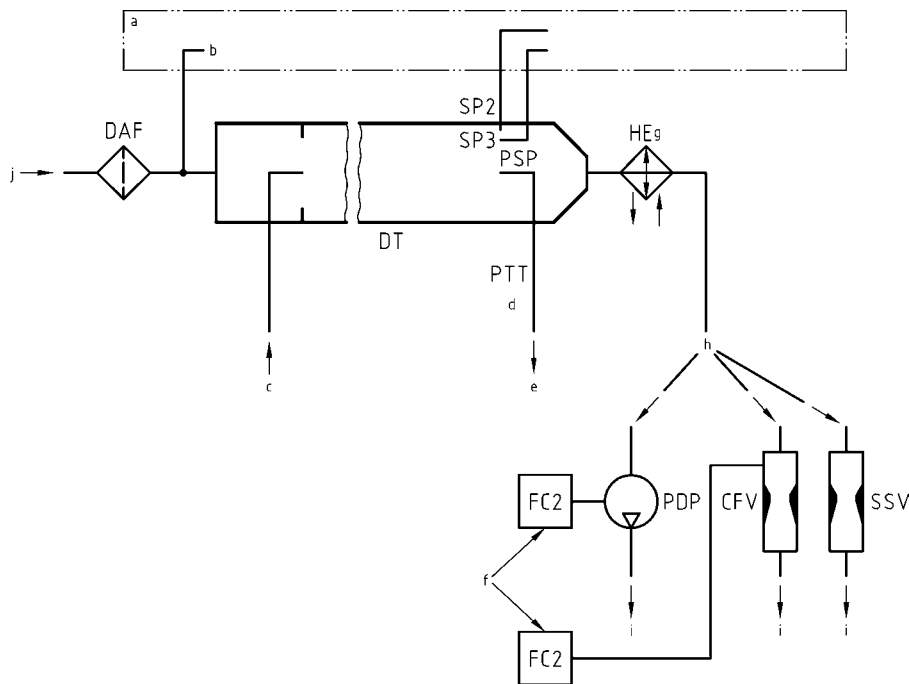 a
b
SP2
DAF
SP3
HEg
PSP
j
DT
PTT
d
h
c
e
FC2
PDP
CFV
SSV
f
i
i
i
FC2